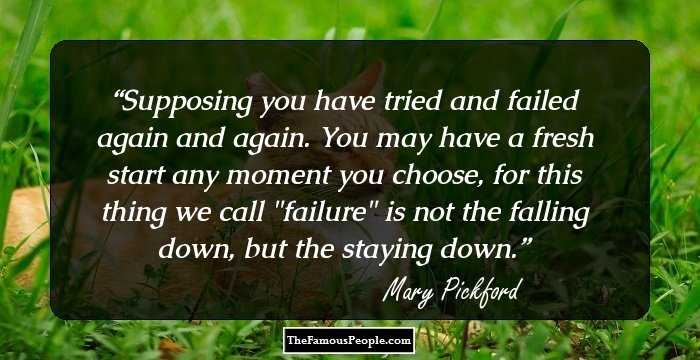 “Supposing you have tried and failed
again and again. You may have a fresh
start any moment you choose, for this
thing we call "failure" is not the falling
down, but the staying down.”
Mary Pickford
TheFamousPeople.com